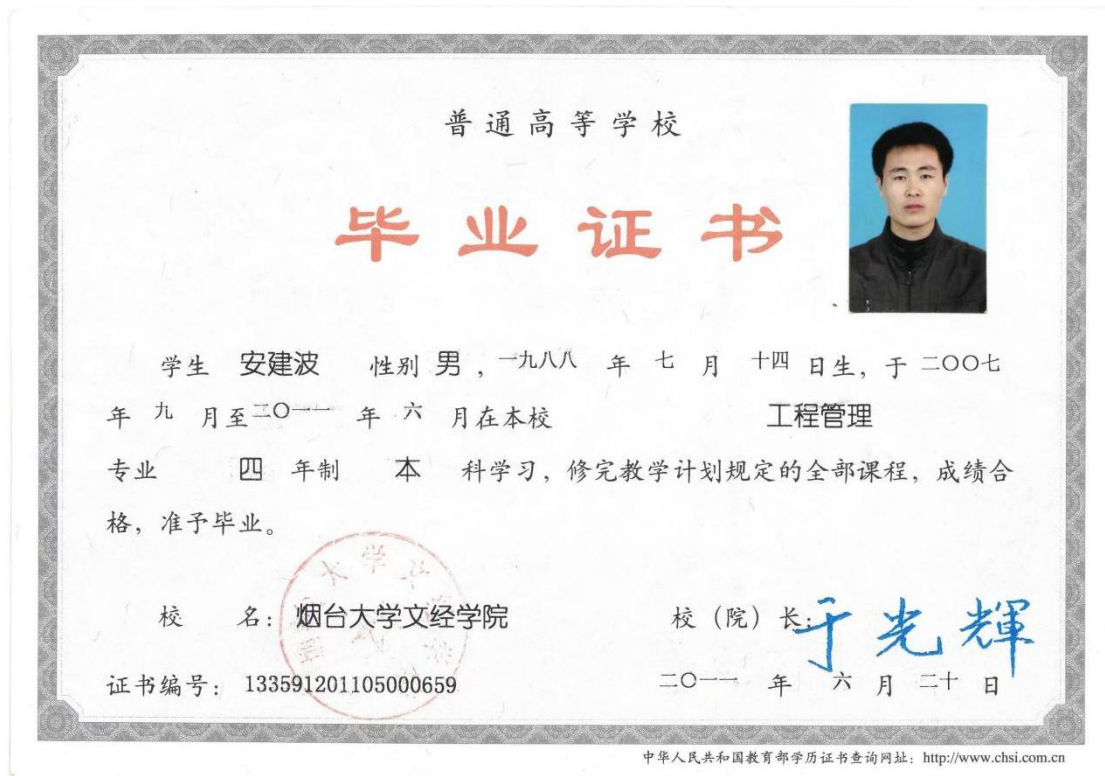 普通高等学校
毕业证书
学生 安建波 性别 男 , 一九八八 年 七 月 十四 日生, 于 二〇〇七
年 九 月至 二〇一一 年 六 月在本校 工程管理
专业 四 年制 本 科学习, 修完教学计划规定的全部课程, 成绩合
格, 准予毕业。
校 名: 烟台大学文经学院 校(院)长: 于光輝
证书编号: 133591201105000659 二〇一一 年 六 月 二十 日
中华人民共和国教育部学历证书查询网址: http://www.chsi.com.cn